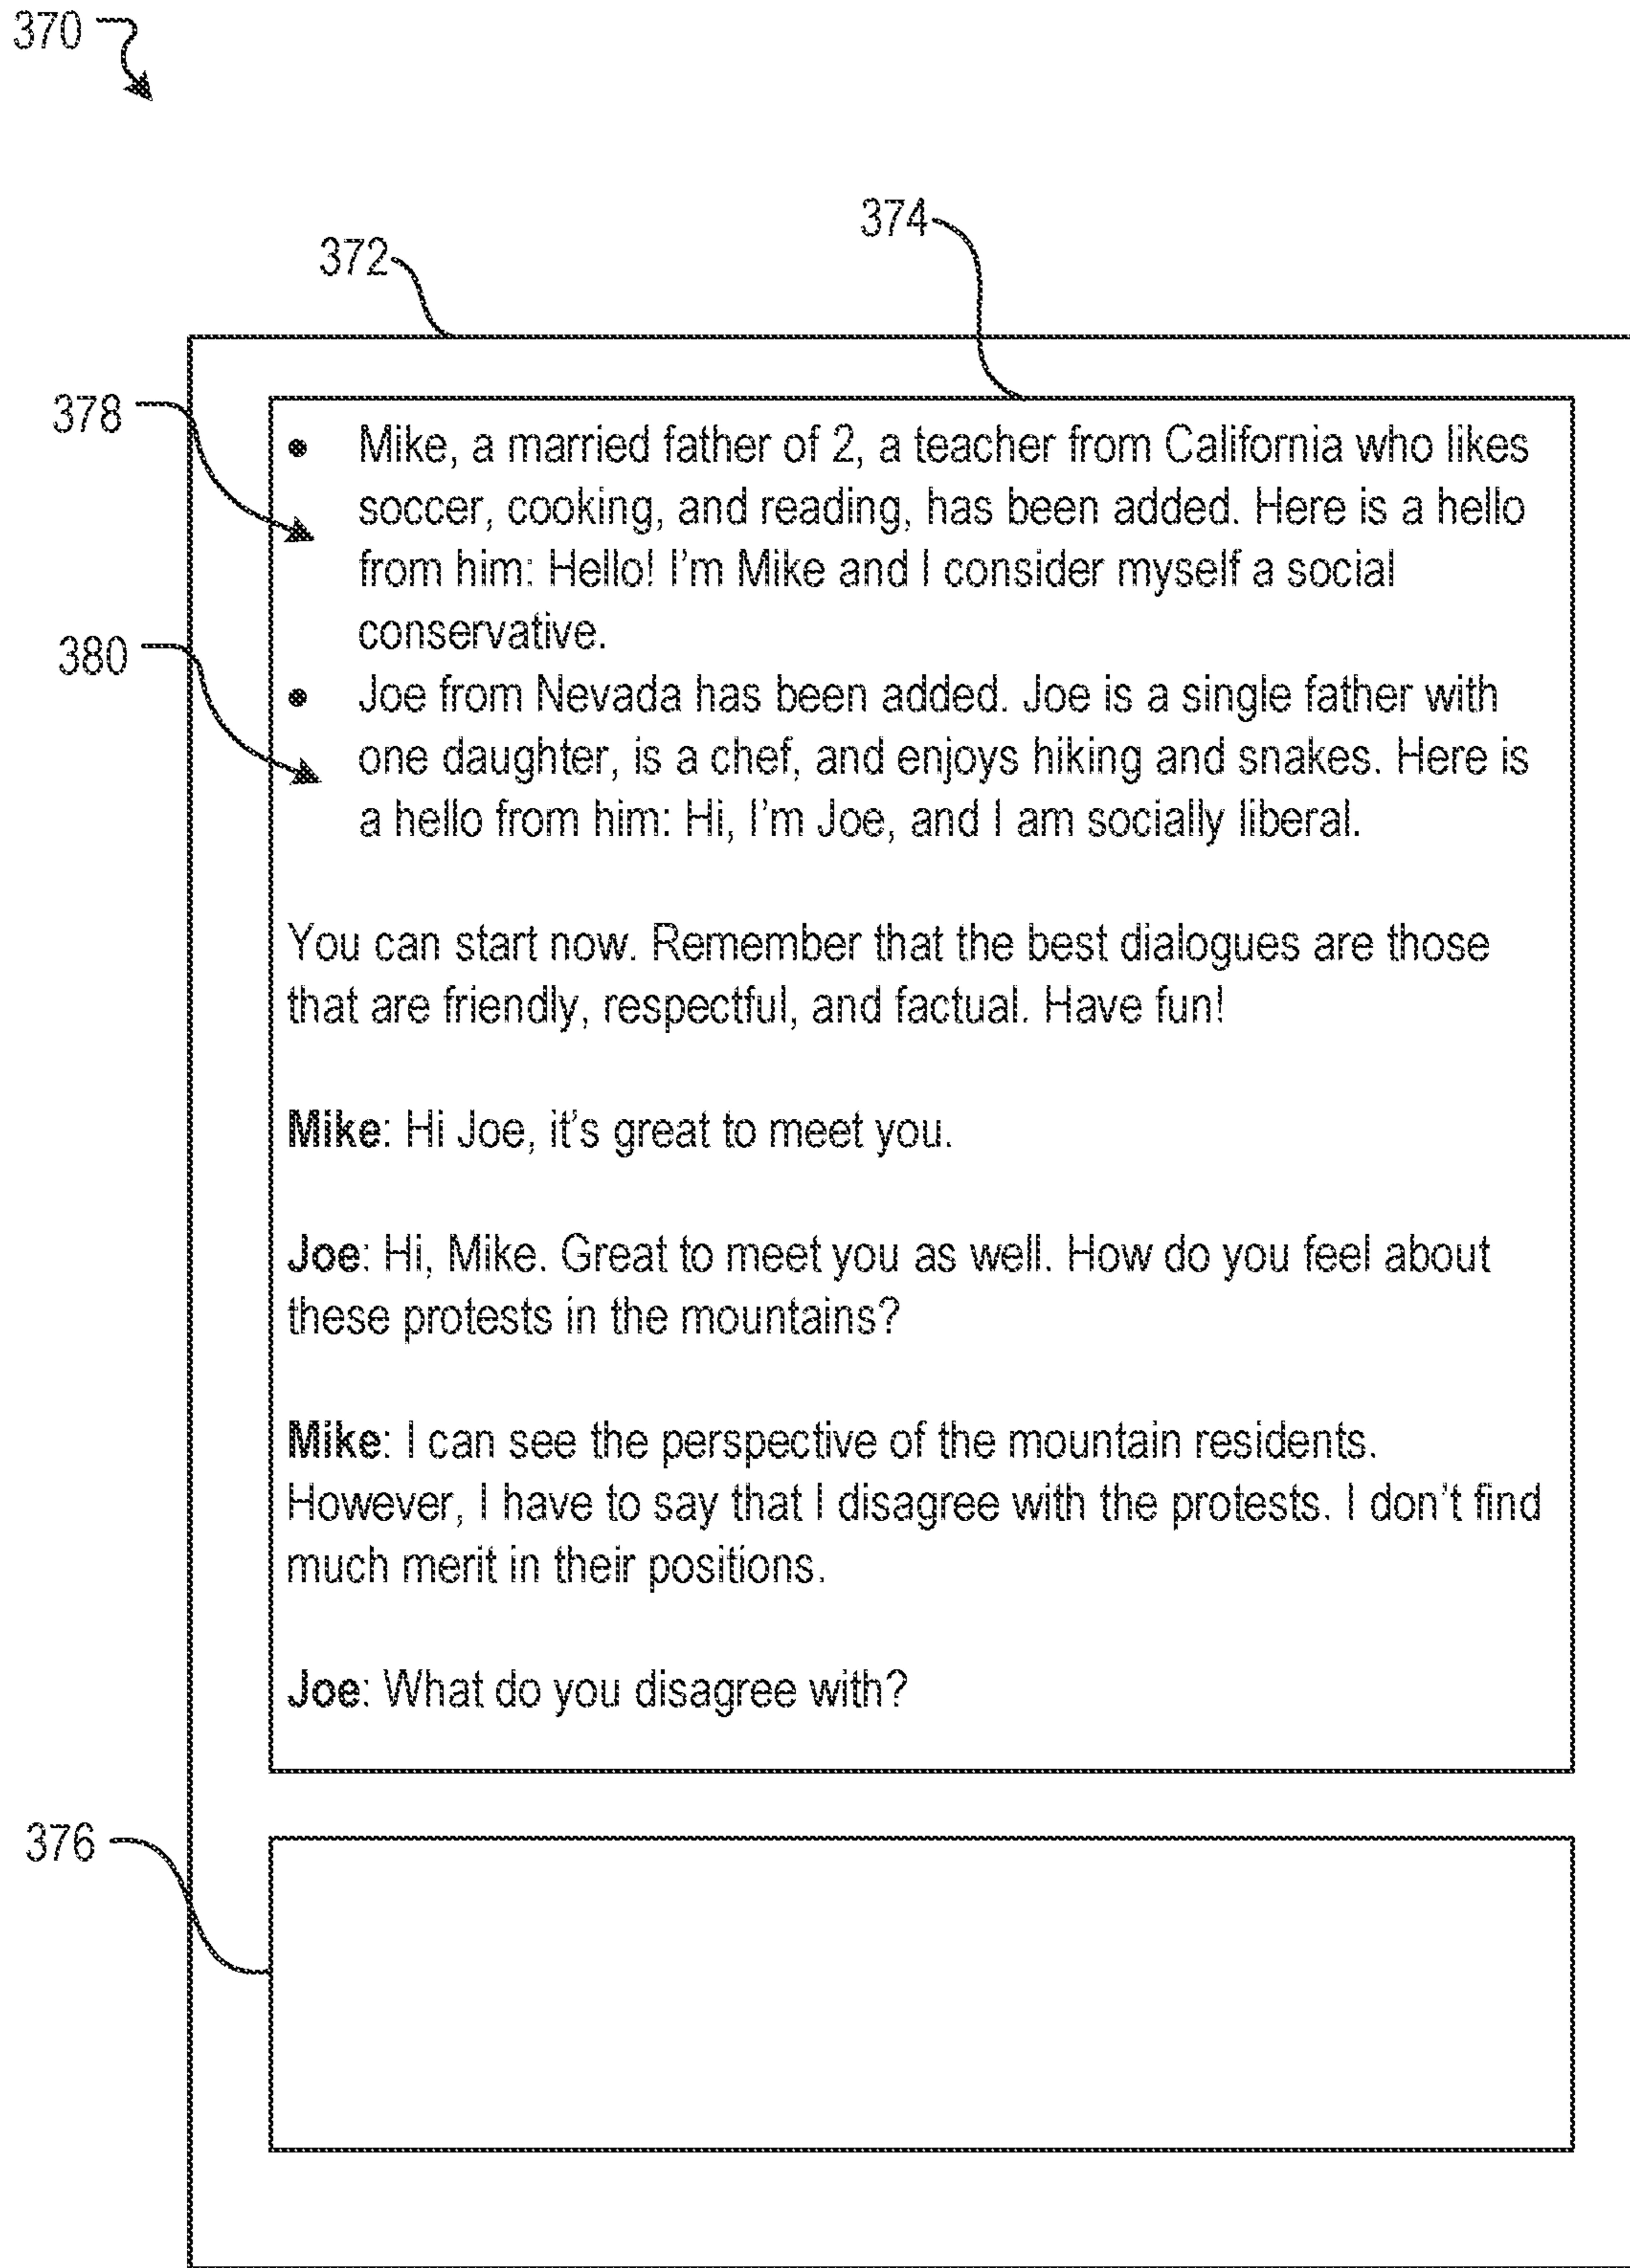 370
374
372
378
• Mike, a married father of 2, a teacher from California who likes
soccer, cooking, and reading, has been added. Here is a hello
from him: Hello! I'm Mike and I consider myself a social
conservative.
380
• Joe from Nevada has been added. Joe is a single father with
one daughter, is a chef, and enjoys hiking and snakes. Here is
a hello from him: Hi, I'm Joe, and I am socially liberal.
You can start now. Remember that the best dialogues are those
that are friendly, respectful, and factual. Have fun!
Mike: Hi Joe, it's great to meet you.
Joe: Hi, Mike. Great to meet you as well. How do you feel about
these protests in the mountains?
Mike: I can see the perspective of the mountain residents.
However, I have to say that I disagree with the protests. I don't find
much merit in their positions.
Joe: What do you disagree with?
376